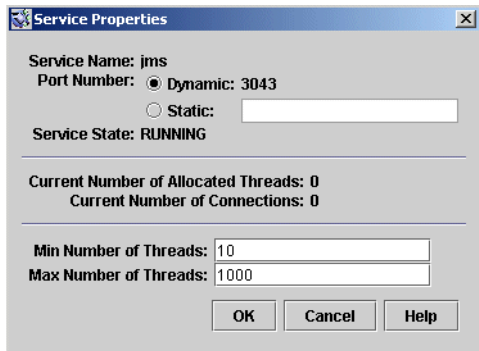 Service Properties
Service Name: jms
Port Number: Dynamic: 3043
Static:
Service State: RUNNING
Current Number of Allocated Threads: 0
Current Number of Connections: 0
Min Number of Threads: 10
Max Number of Threads: 1000
OK Cancel Help